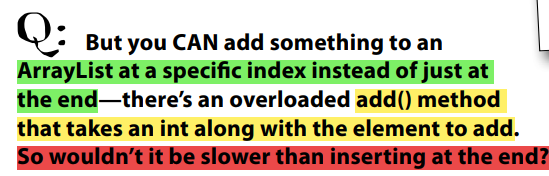 Q: But you CAN add something to an
ArrayList at a specific index instead of just at
the end—there’s an overloaded add() method
that takes an int along with the element to add.
So wouldn’t it be slower than inserting at the end?